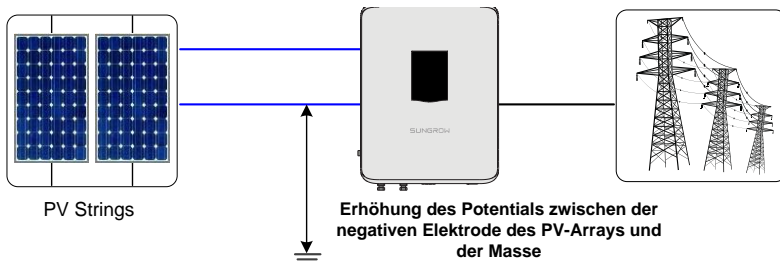 SUNGROW
PV Strings
Erhöhung des Potentials zwischen der
negativen Elektrode des PV-Arrays und
der Masse